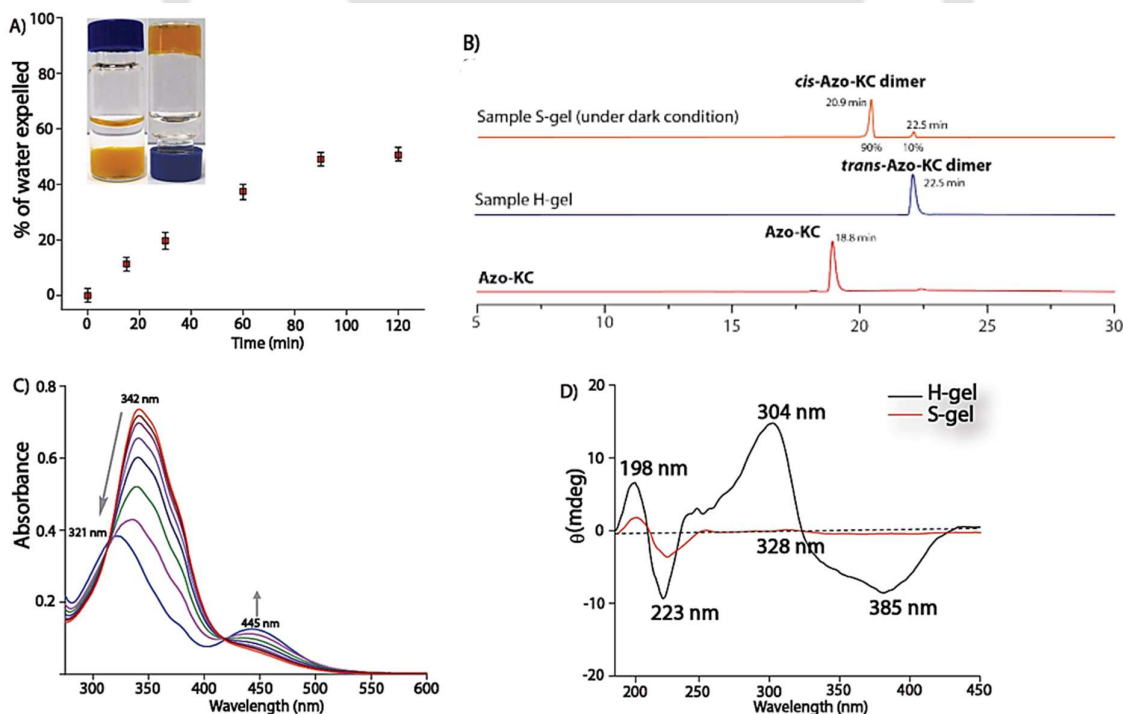 A)
100
80
60
40
20
0
% of water expelled
0 20 40 60 80 100 120
Time (min)
B)
cis-Azo-KC dimer
20.9 min
Sample S-gel (under dark condition)
22.5 min
90% 10%
trans-Azo-KC dimer
22.5 min
Sample H-gel
Azo-KC
18.8 min
Azo-KC
5 10 15 20 25 30
C)
0.8
342 nm
0.6
0.4
321 nm
0.2
445 nm
Absorbance
300 350 400 450 500 550 600
Wavelength (nm)
D)
20
H-gel
S-gel
304 nm
10
198 nm
0
328 nm
223 nm
385 nm
-10
-20
θ(mdeg)
200 250 300 350 400 450
Wavelength (nm)